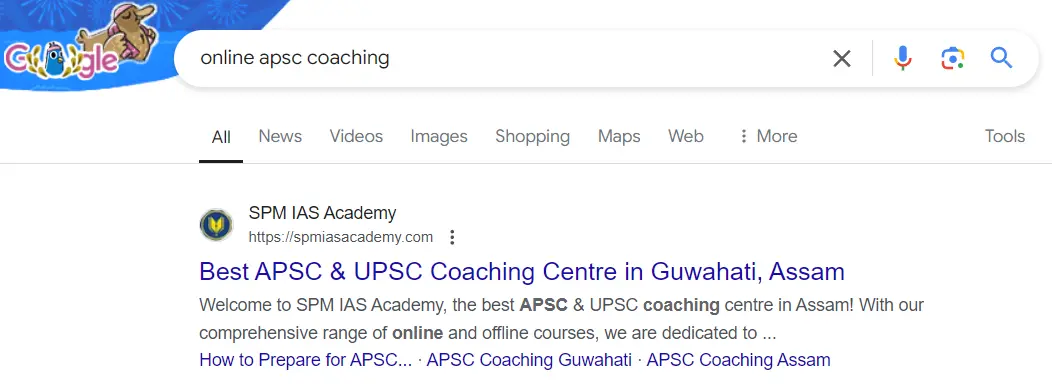 Google
online apsc coaching
All News Videos Images Shopping Maps Web More Tools
SPM IAS Academy
https://spmiasacademy.com
Best APSC & UPSC Coaching Centre in Guwahati, Assam
Welcome to SPM IAS Academy, the best APSC & UPSC coaching centre in Assam! With our
comprehensive range of online and offline courses, we are dedicated to ...
How to Prepare for APSC... · APSC Coaching Guwahati · APSC Coaching Assam